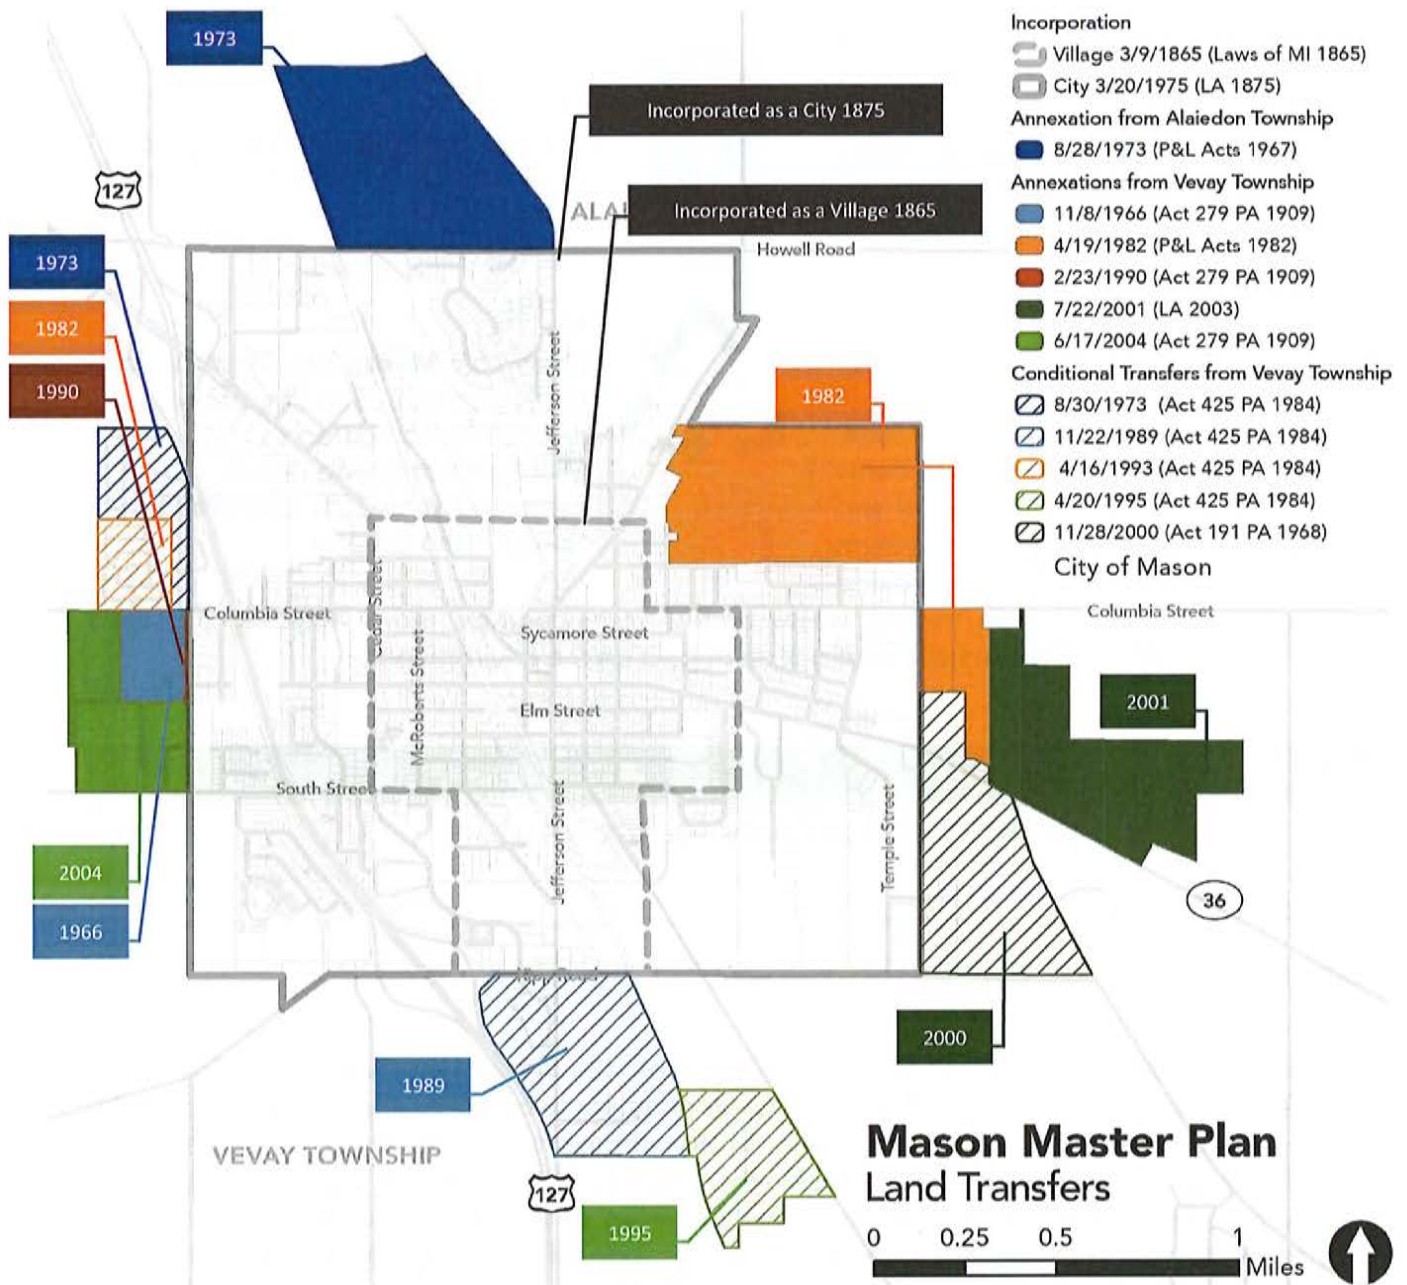 1973
Incorporated as a City 1875
Incorporated as a Village 1865
127
Howell Road
1973
1982
1990
1982
Jefferson Street
Columbia Street
Cedar Street
McRoberts Street
Sycamore Street
Elm Street
South Street
Jefferson Street
Temple Street
Columbia Street
2001
36
2004
1966
2000
1989
1995
VEVAY TOWNSHIP
127
Incorporation
Village 3/9/1865 (Laws of MI 1865)
City 3/20/1975 (LA 1875)
Annexation from Alaiedon Township
8/28/1973 (P&L Acts 1967)
Annexations from Vevay Township
11/8/1966 (Act 279 PA 1909)
4/19/1982 (P&L Acts 1982)
2/23/1990 (Act 279 PA 1909)
7/22/2001 (LA 2003)
6/17/2004 (Act 279 PA 1909)
Conditional Transfers from Vevay Township
8/30/1973 (Act 425 PA 1984)
11/22/1989 (Act 425 PA 1984)
4/16/1993 (Act 425 PA 1984)
4/20/1995 (Act 425 PA 1984)
11/28/2000 (Act 191 PA 1968)
City of Mason
Mason Master Plan
Land Transfers
0 0.25 0.5 1
Miles